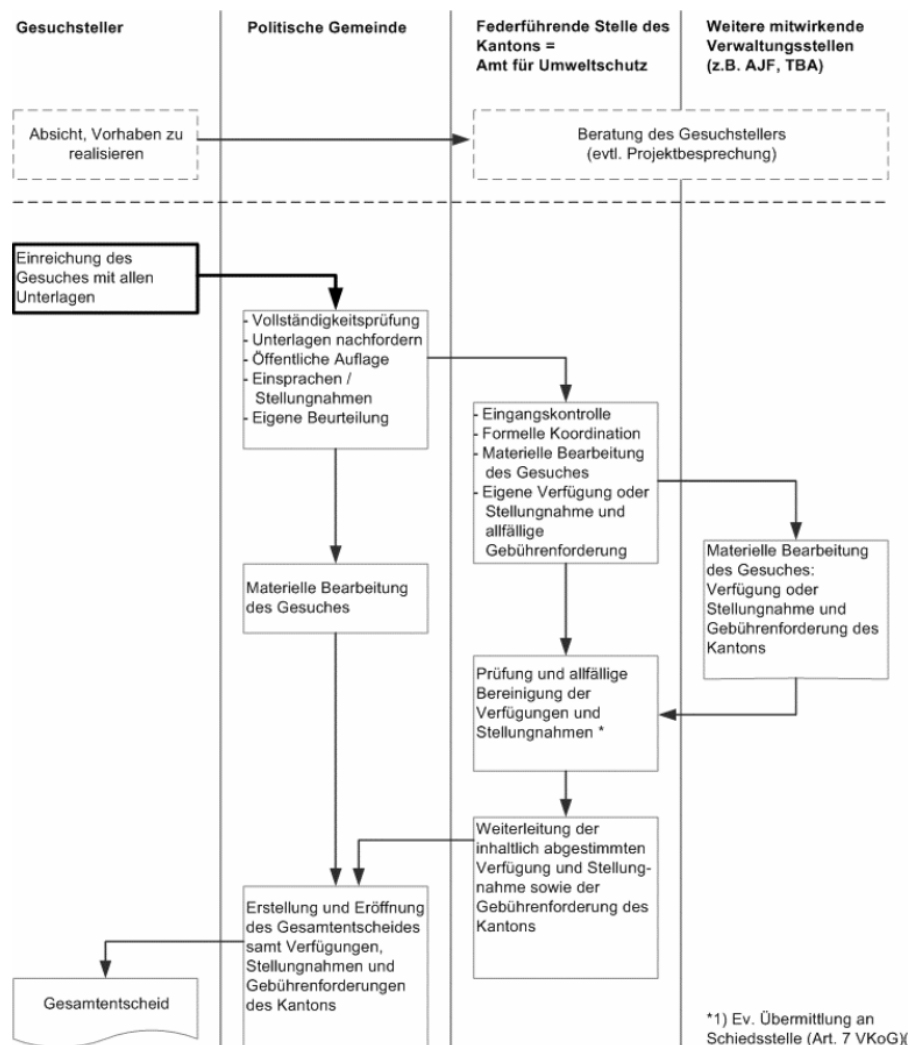 Gesuchsteller
Politische Gemeinde
Federführende Stelle des
Kantons =
Amt für Umweltschutz
Weitere mitwirkende
Verwaltungsstellen
(z.B. AJF, TBA)
Absicht, Vorhaben zu
realisieren
Beratung des Gesuchstellers
(evtl. Projektbesprechung)
Einreichung des
Gesuches mit allen
Unterlagen
- Vollständigkeitsprüfung
- Unterlagen nachfordern
- Öffentliche Auflage
- Einsprachen /
Stellungnahmen
- Eigene Beurteilung
- Eingangskontrolle
- Formelle Koordination
- Materielle Bearbeitung
des Gesuches
- Eigene Verfügung oder
Stellungnahme und
allfällige
Gebührenforderung
Materielle Bearbeitung
des Gesuches:
Verfügung oder
Stellungnahme und
Gebührenforderung des
Kantons
Materielle Bearbeitung
des Gesuches
Prüfung und allfällige
Bereinigung der
Verfügungen und
Stellungnahmen *
Weiterleitung der
inhaltlich abgestimmten
Verfügung und Stellung-
nahme sowie der
Gebührenforderung des
Kantons
Erstellung und Eröffnung
des Gesamtentscheides
samt Verfügungen,
Stellungnahmen und
Gebührenforderungen
des Kantons
Gesamtentscheid
*1) Ev. Übermittlung an
Schiedsstelle (Art. 7 VKoG)(